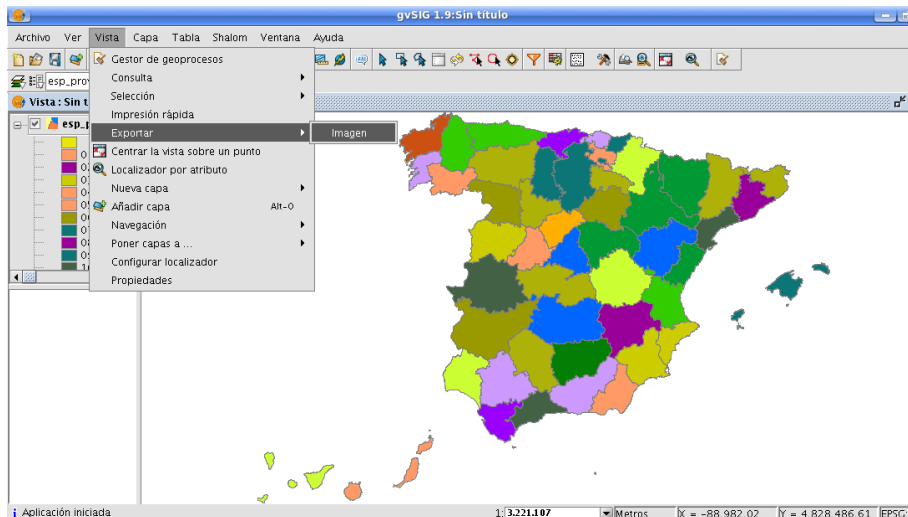 gvSIG 1.9:Sin título
Archivo Ver Vista Capa Tabla Shalom Ventana Ayuda
Gestor de geoprocesos
esp_prov
Consulta
Vista : Sin t
Selección
Impresión rápida
esp_p
Exportar
Imagen
Centrar la vista sobre un punto
Localizador por atributo
Nueva capa
Añadir capa Alt-O
Navegación
Poner capas a ...
Configurar localizador
Propiedades
Aplicación iniciada
1: 3.221.107
Metros
X = -88.982,02
Y = 4.828.486,61
EPSG: